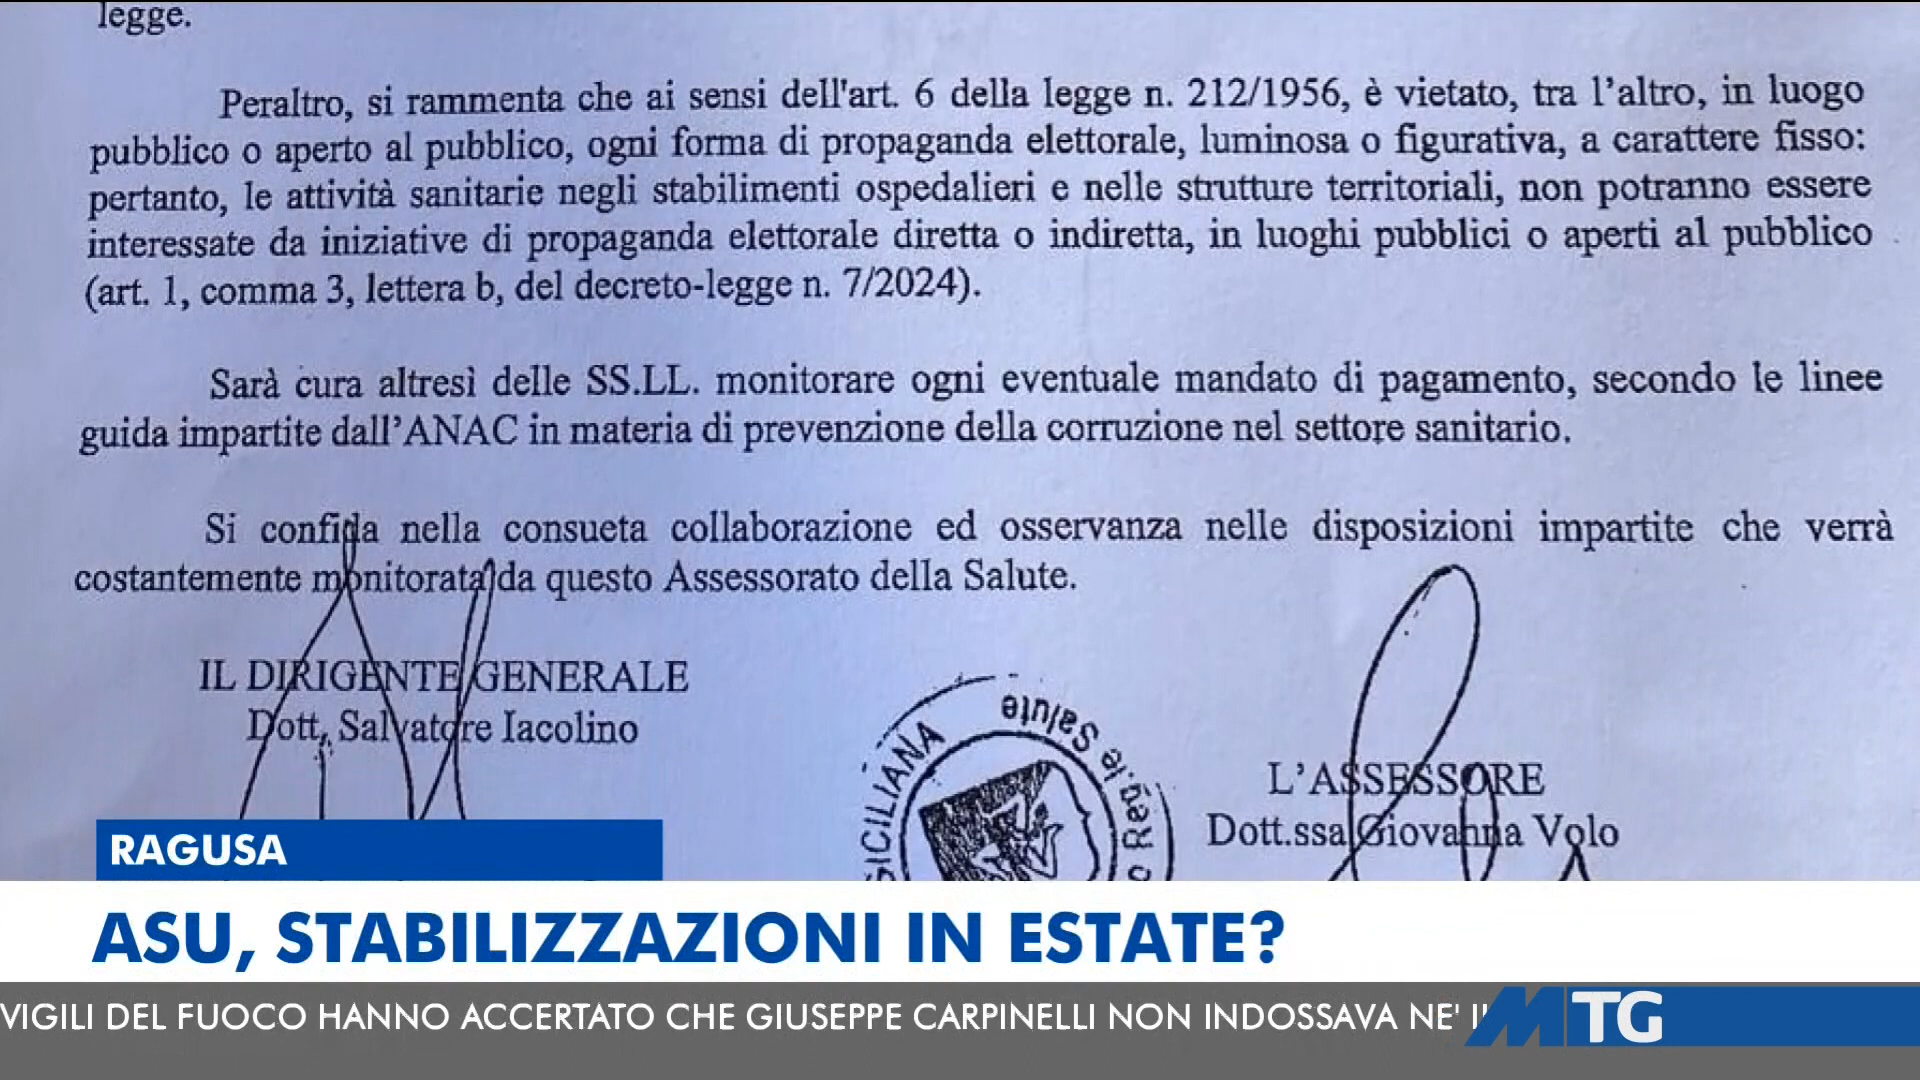 legge.
Peraltro, si rammenta che ai sensi dell'art. 6 della legge n. 212/1956, è vietato, tra l'altro, in luogo
pubblico o aperto al pubblico, ogni forma di propaganda elettorale, luminosa o figurativa, a carattere fisso:
pertanto, le attività sanitarie negli stabilimenti ospedalieri e nelle strutture territoriali, non potranno essere
interessate da iniziative di propaganda elettorale diretta o indiretta, in luoghi pubblici o aperti al pubblico
(art. 1, comma 3, lettera b, del decreto-legge n. 7/2024).
Sarà cura altresì delle SS.LL. monitorare ogni eventuale mandato di pagamento, secondo le linee
guida impartite dall'ANAC in materia di prevenzione della corruzione nel settore sanitario.
Si confida nella consueta collaborazione ed osservanza nelle disposizioni impartite che verrà
costantemente monitorata da questo Assessorato della Salute.
IL DIRIGENTE GENERALE
Dott. Salvatore Iacolino
SICILIANA
Reg.le Salute
L'ASSESSORE
Dott.ssa Giovanna Volo
RAGUSA
ASU, STABILIZZAZIONI IN ESTATE?
VIGILI DEL FUOCO HANNO ACCERTATO CHE GIUSEPPE CARPINELLI NON INDOSSAVA NE'
MTG